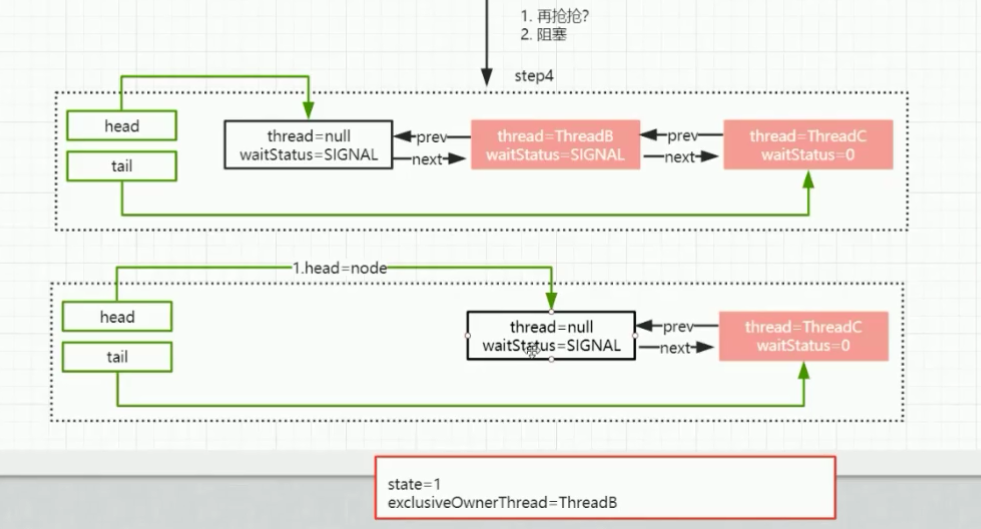 1. 再抢抢?
2. 阻塞
step4
head
tail
thread=null
waitStatus=SIGNAL
prev
next
thread=ThreadB
waitStatus=SIGNAL
prev
next
thread=ThreadC
waitStatus=0
1.head=node
head
tail
thread=null
waitStatus=SIGNAL
prev
next
thread=ThreadC
waitStatus=0
state=1
exclusiveOwnerThread=ThreadB